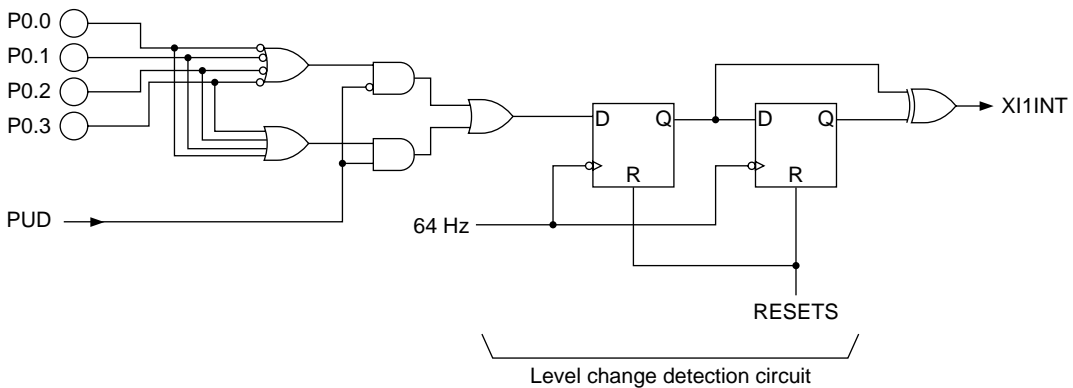 P0.0
P0.1
P0.2
P0.3
PUD
64 Hz
D Q
R
D Q
R
XI1INT
RESETS
Level change detection circuit